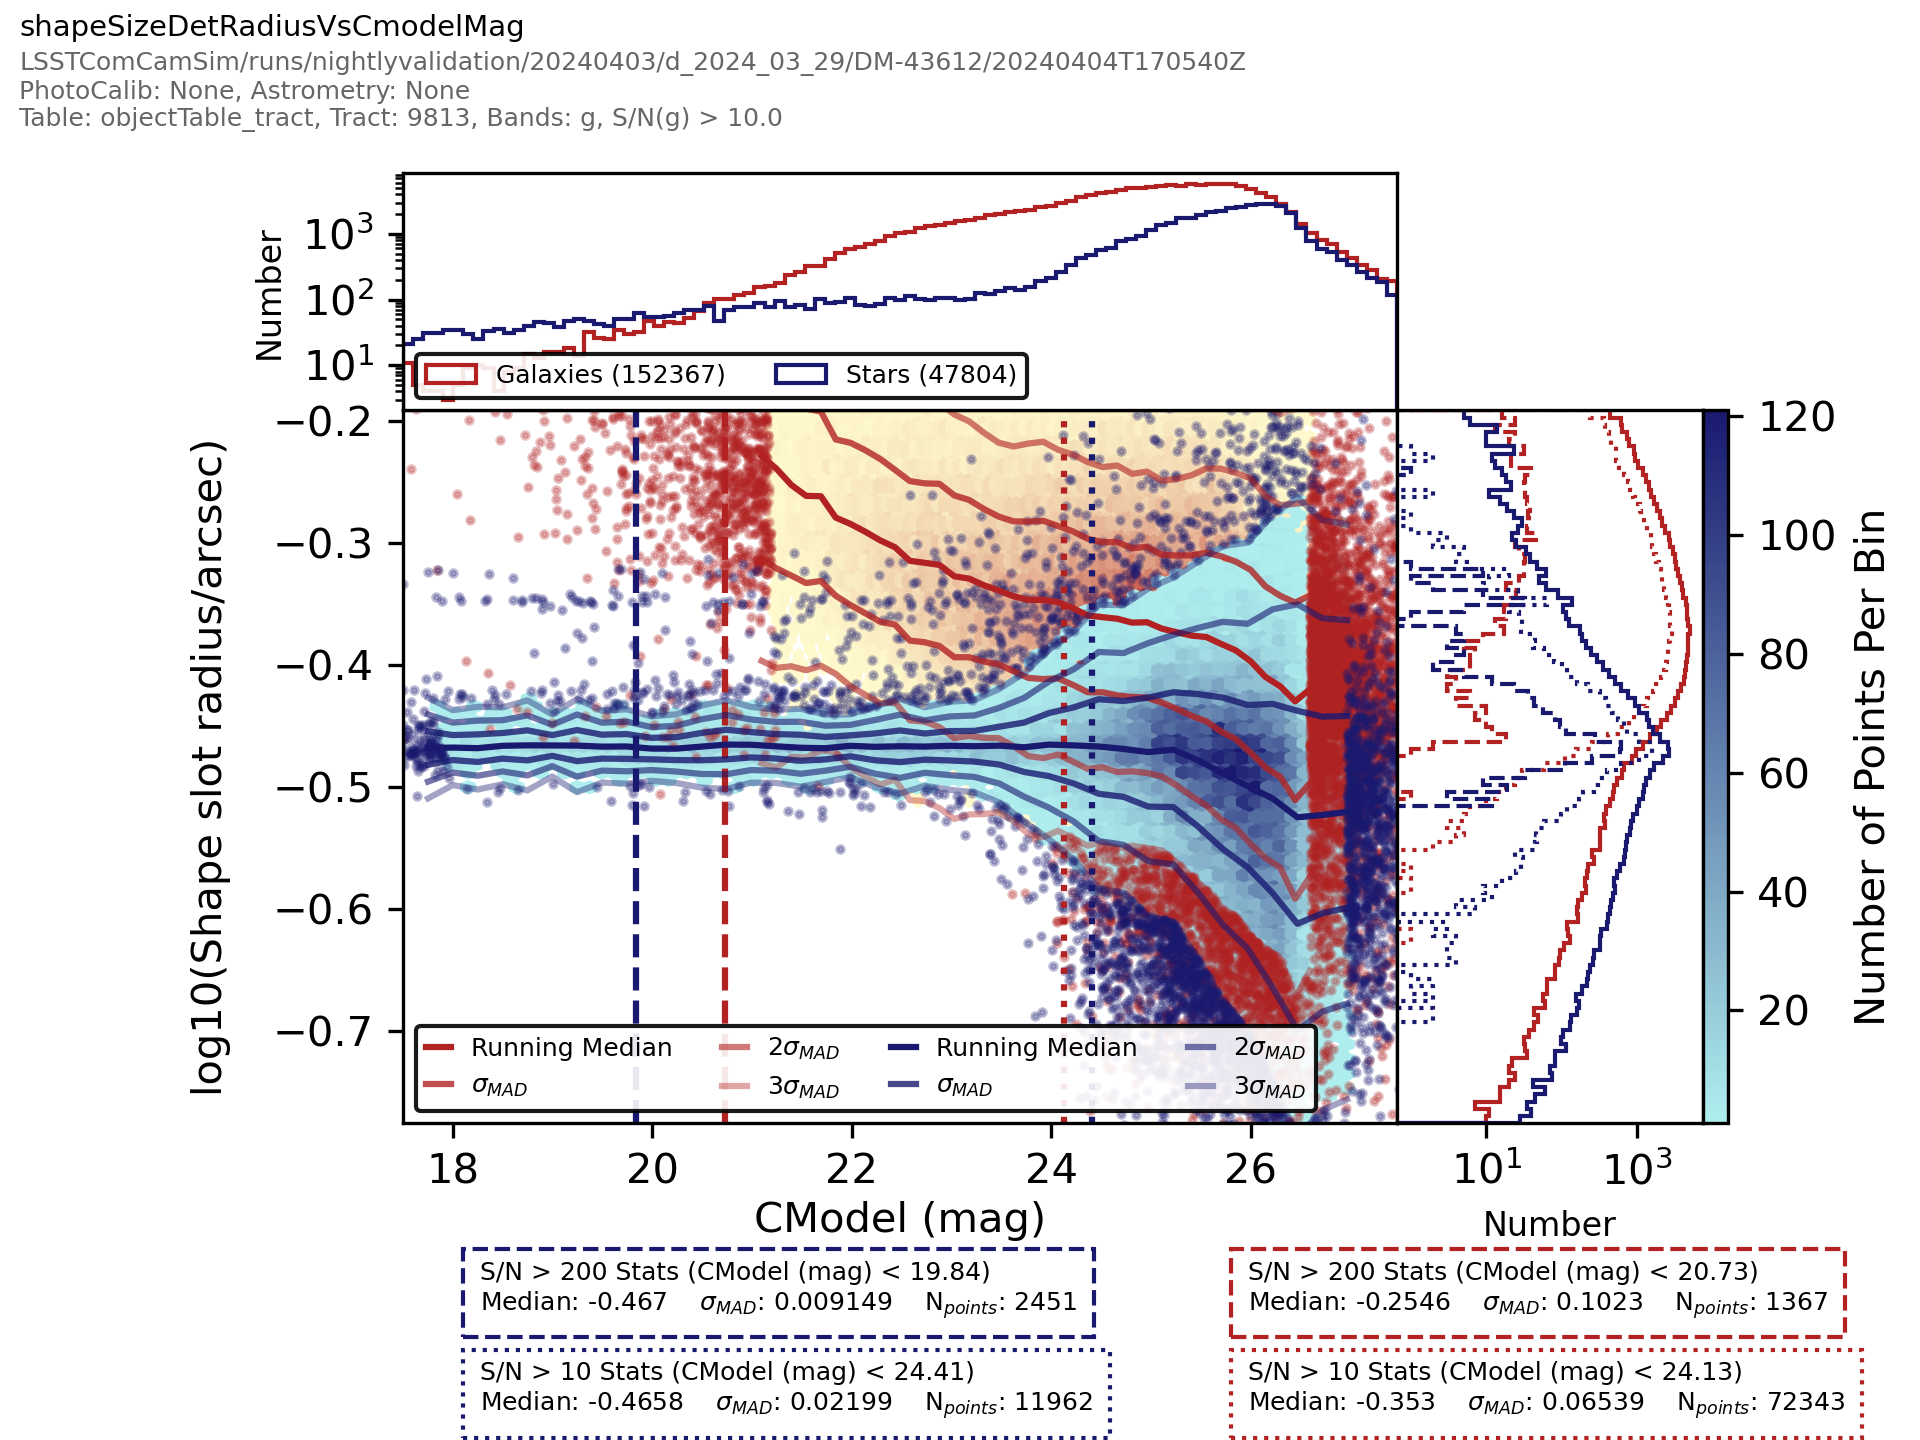 shapeSizeDetRadiusVsCmodelMag
LSSTComCamSim/runs/nightlyvalidation/20240403/d_2024_03_29/DM-43612/20240404T170540Z
PhotoCalib: None, Astrometry: None
Table: objectTable_tract, Tract: 9813, Bands: g, S/N(g) > 10.0
Number
10³
10²
10¹
Galaxies (152367) Stars (47804)
log10(Shape slot radius/arcsec)
−0.2
−0.3
−0.4
−0.5
−0.6
−0.7
Running Median 2σMAD Running Median 2σMAD
σMAD 3σMAD σMAD 3σMAD
18 20 22 24 26
CModel (mag)
10¹ 10³
Number
120
100
80
60
40
20
Number of Points Per Bin
S/N > 200 Stats (CModel (mag) < 19.84)
Median: -0.467 σMAD: 0.009149 Npoints: 2451
S/N > 200 Stats (CModel (mag) < 20.73)
Median: -0.2546 σMAD: 0.1023 Npoints: 1367
S/N > 10 Stats (CModel (mag) < 24.41)
Median: -0.4658 σMAD: 0.02199 Npoints: 11962
S/N > 10 Stats (CModel (mag) < 24.13)
Median: -0.353 σMAD: 0.06539 Npoints: 72343